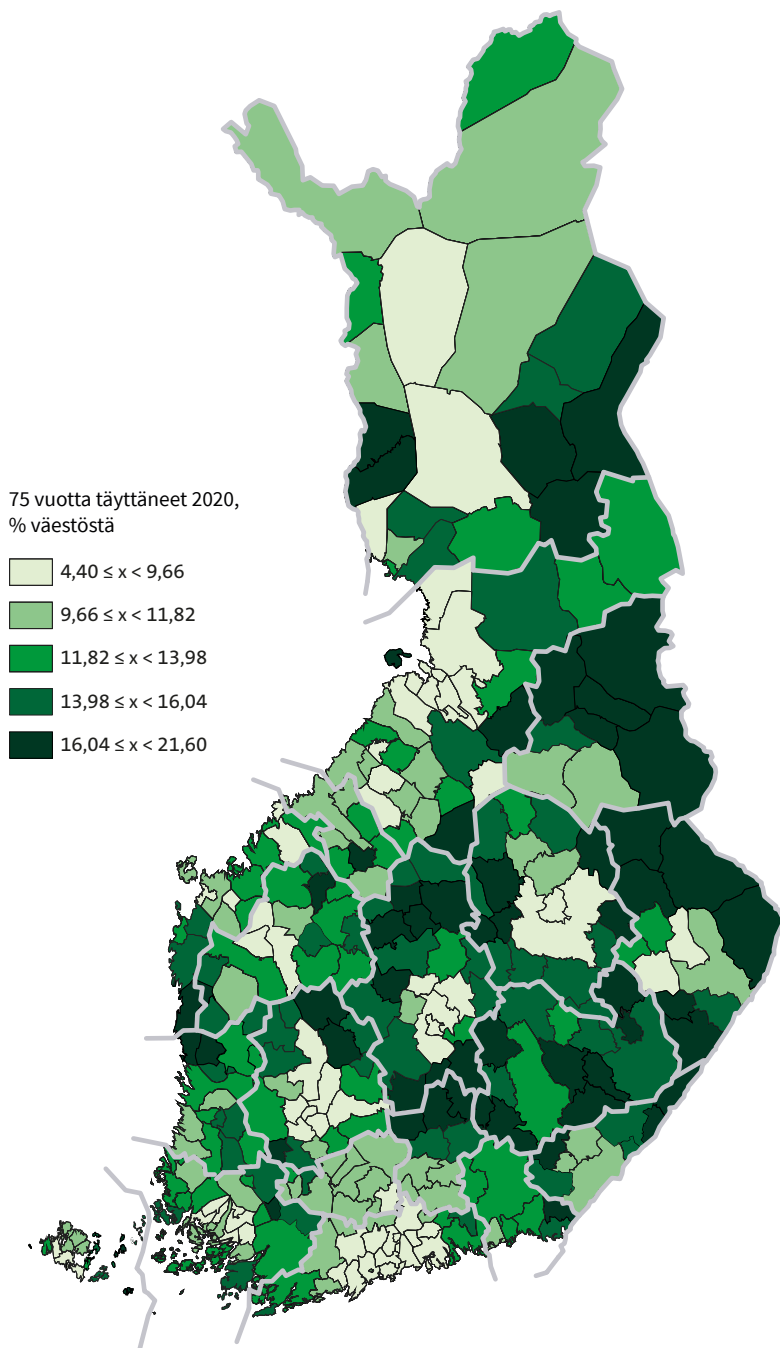 75 vuotta täyttäneet 2020,
% väestöstä
4,40 ≤ x < 9,66
9,66 ≤ x < 11,82
11,82 ≤ x < 13,98
13,98 ≤ x < 16,04
16,04 ≤ x < 21,60